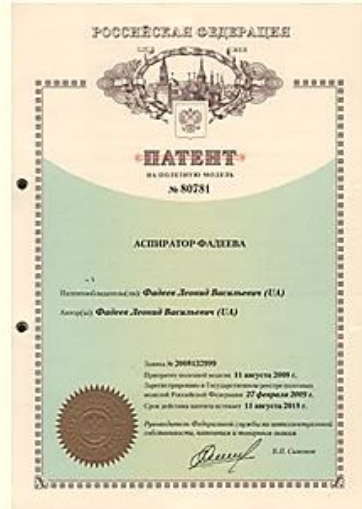 РОССИЙСКАЯ ФЕДЕРАЦИЯ
ПАТЕНТ
НА ПОЛЕЗНУЮ МОДЕЛЬ
№ 80781
АСПИРАТОР ФАДЕЕВА
Патентообладатель(ли): Фадеев Леонид Васильевич (UA)
Автор(ы): Фадеев Леонид Васильевич (UA)
Заявка №
Приоритет полезной модели 11 августа 2008 г.
Зарегистрировано в Государственном реестре полезных
моделей Российской Федерации 27 февраля 2009 г.
Срок действия патента истекает 11 августа 2018 г.
Руководитель Федеральной службы по интеллектуальной
собственности, патентам и товарным знакам
Б.П. Симонов